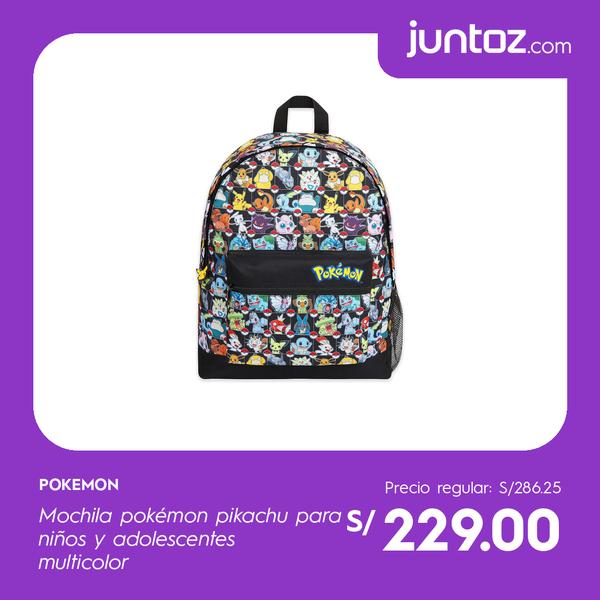 juntoz.com
Pokémon
POKEMON
Mochila pokémon pikachu para
niños y adolescentes
multicolor
Precio regular: S/286.25
S/ 229.00